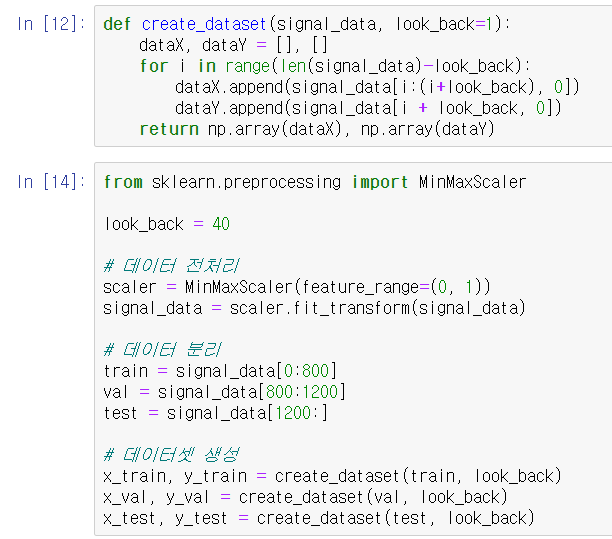 In [12]: def create_dataset(signal_data, look_back=1):
    dataX, dataY = [], []
    for i in range(len(signal_data)-look_back):
        dataX.append(signal_data[i:(i+look_back), 0])
        dataY.append(signal_data[i + look_back, 0])
    return np.array(dataX), np.array(dataY)
In [14]: from sklearn.preprocessing import MinMaxScaler

look_back = 40

# 데이터 전처리
scaler = MinMaxScaler(feature_range=(0, 1))
signal_data = scaler.fit_transform(signal_data)

# 데이터 분리
train = signal_data[0:800]
val = signal_data[800:1200]
test = signal_data[1200:]

# 데이터셋 생성
x_train, y_train = create_dataset(train, look_back)
x_val, y_val = create_dataset(val, look_back)
x_test, y_test = create_dataset(test, look_back)